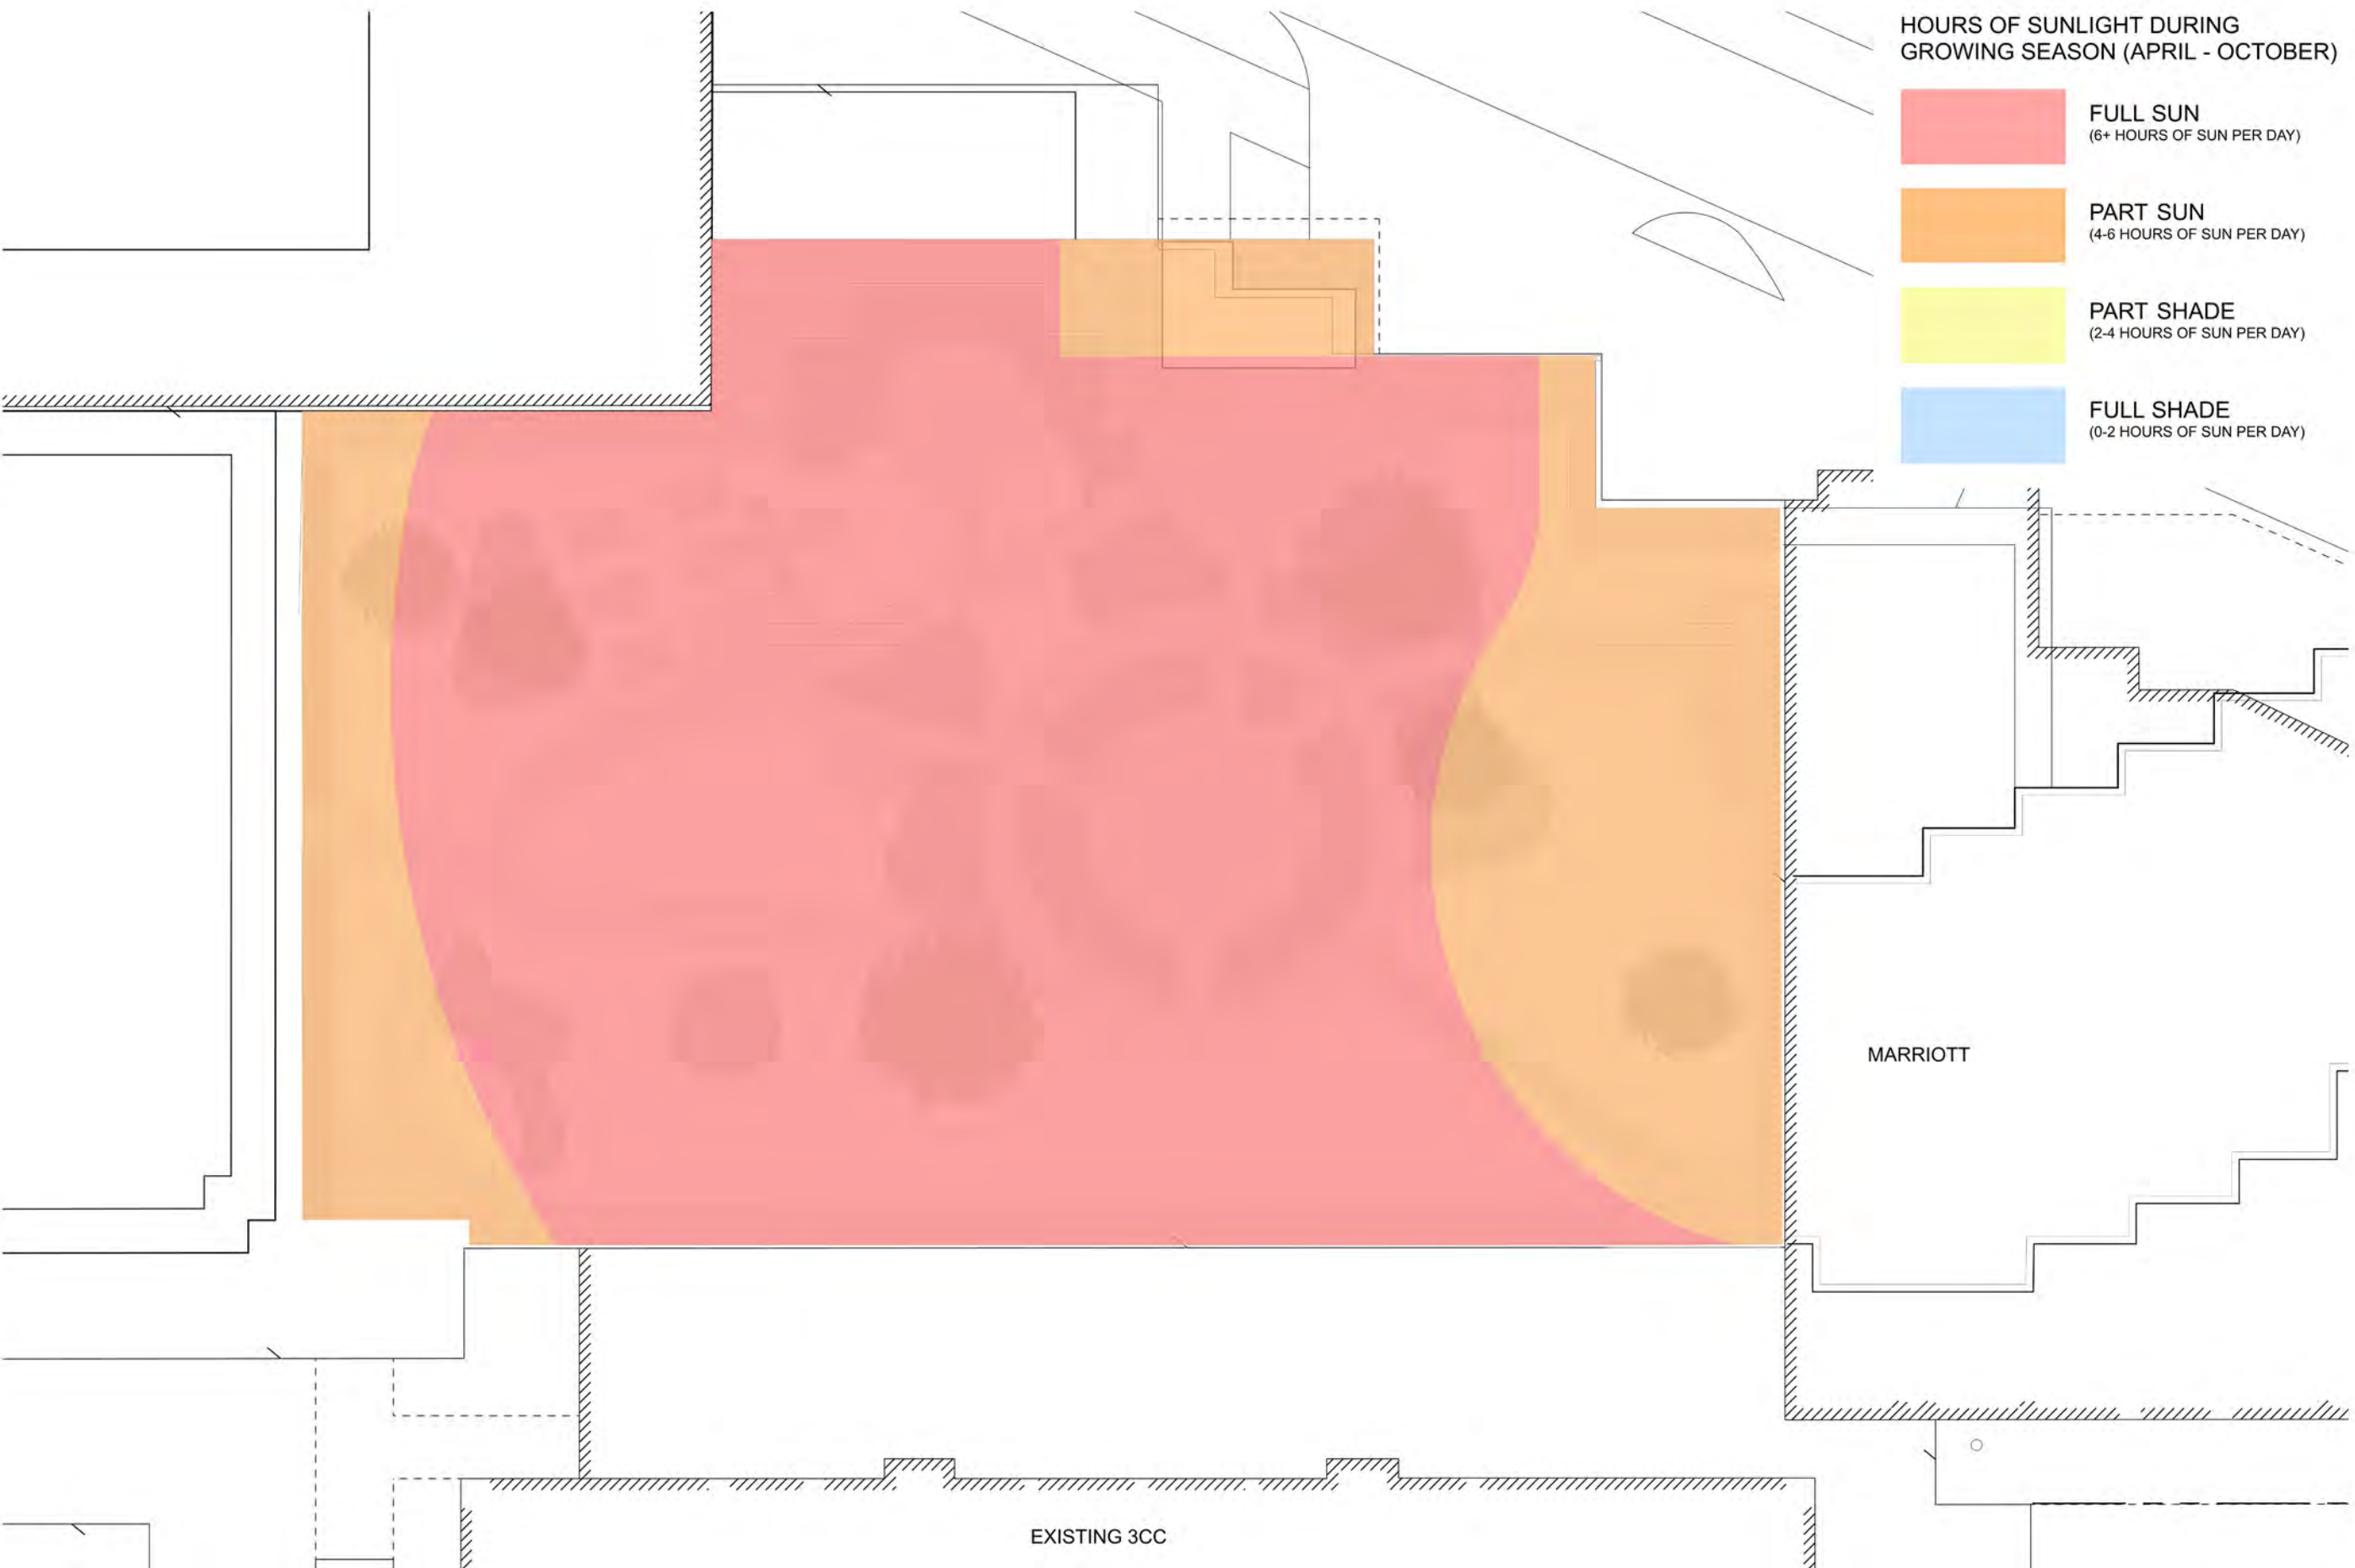 HOURS OF SUNLIGHT DURING
GROWING SEASON (APRIL - OCTOBER)
FULL SUN
(6+ HOURS OF SUN PER DAY)
PART SUN
(4-6 HOURS OF SUN PER DAY)
PART SHADE
(2-4 HOURS OF SUN PER DAY)
FULL SHADE
(0-2 HOURS OF SUN PER DAY)
MARRIOTT
EXISTING 3CC